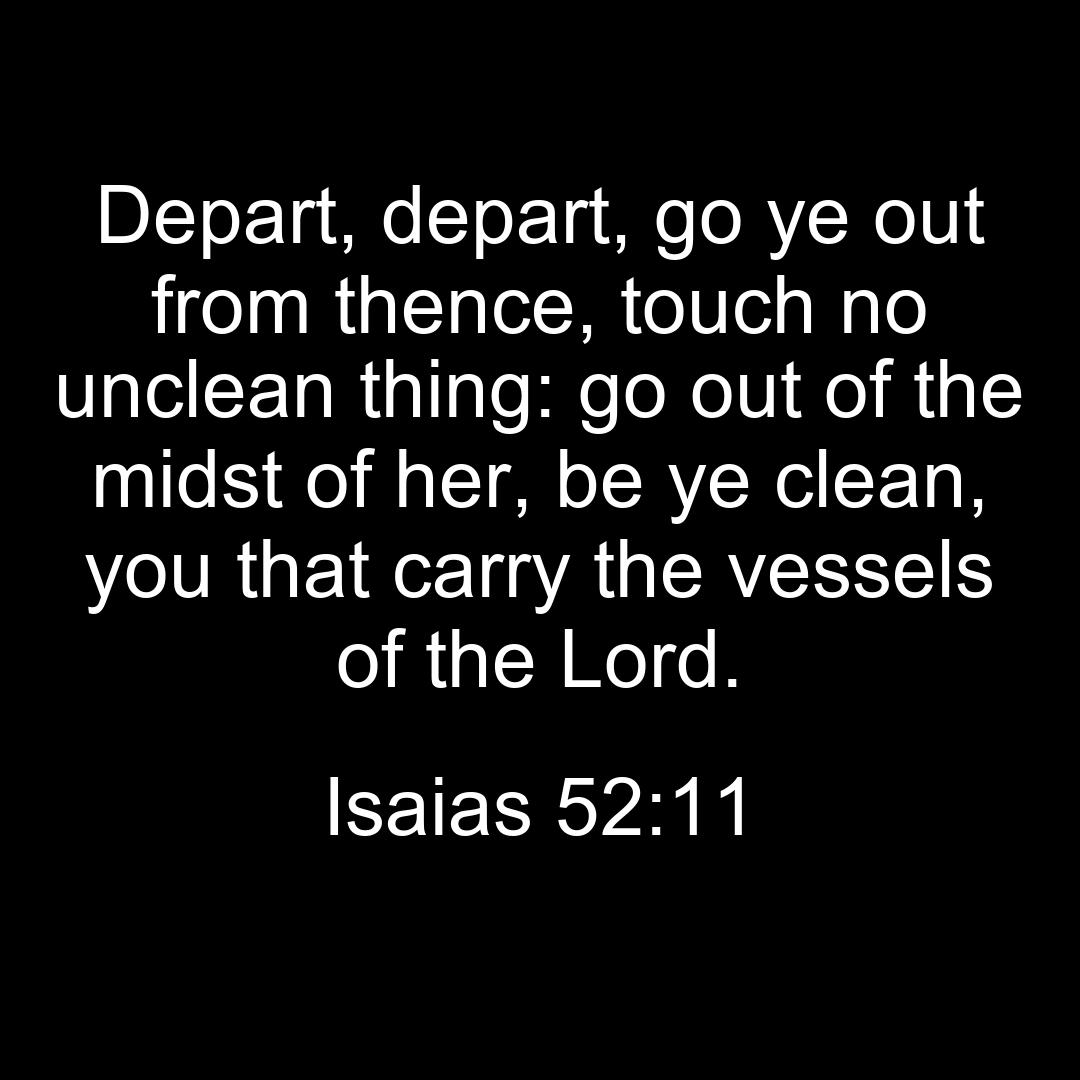 Depart, depart, go ye out
from thence, touch no
unclean thing: go out of the
midst of her, be ye clean,
you that carry the vessels
of the Lord.
Isaias 52:11